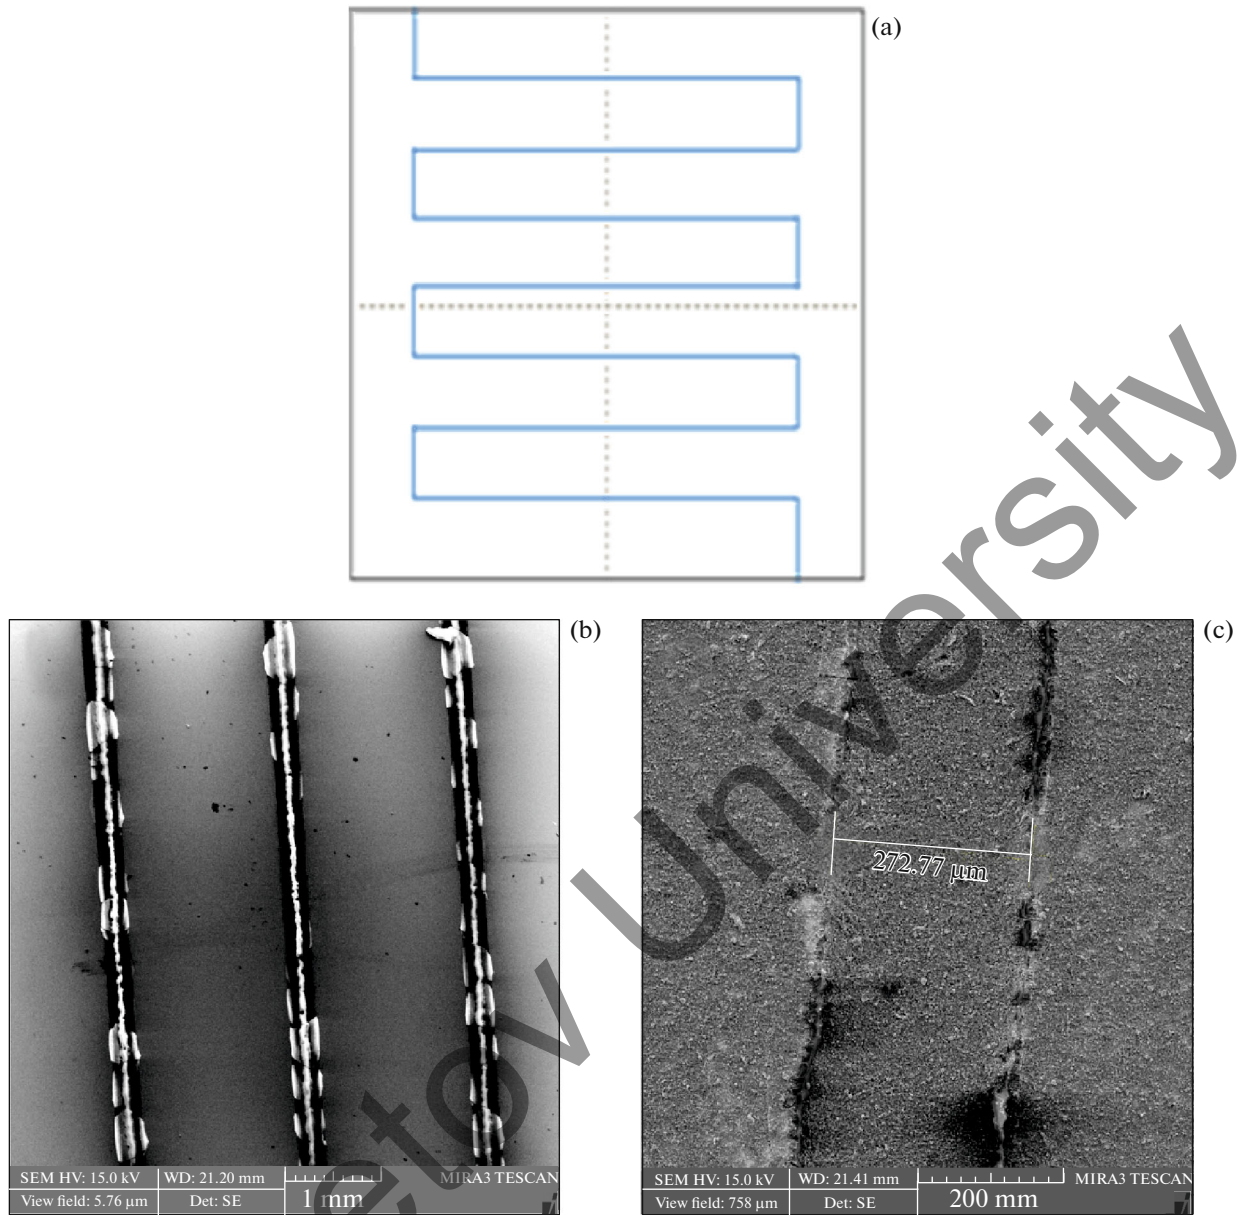 (a)
(b)
(c)
272.77 µm
SEM HV: 15.0 kV WD: 21.20 mm MIRA3 TESCAN
View field: 5.76 µm Det: SE 1 mm
SEM HV: 15.0 kV WD: 21.41 mm MIRA3 TESCAN
View field: 758 µm Det: SE 200 mm
etov University